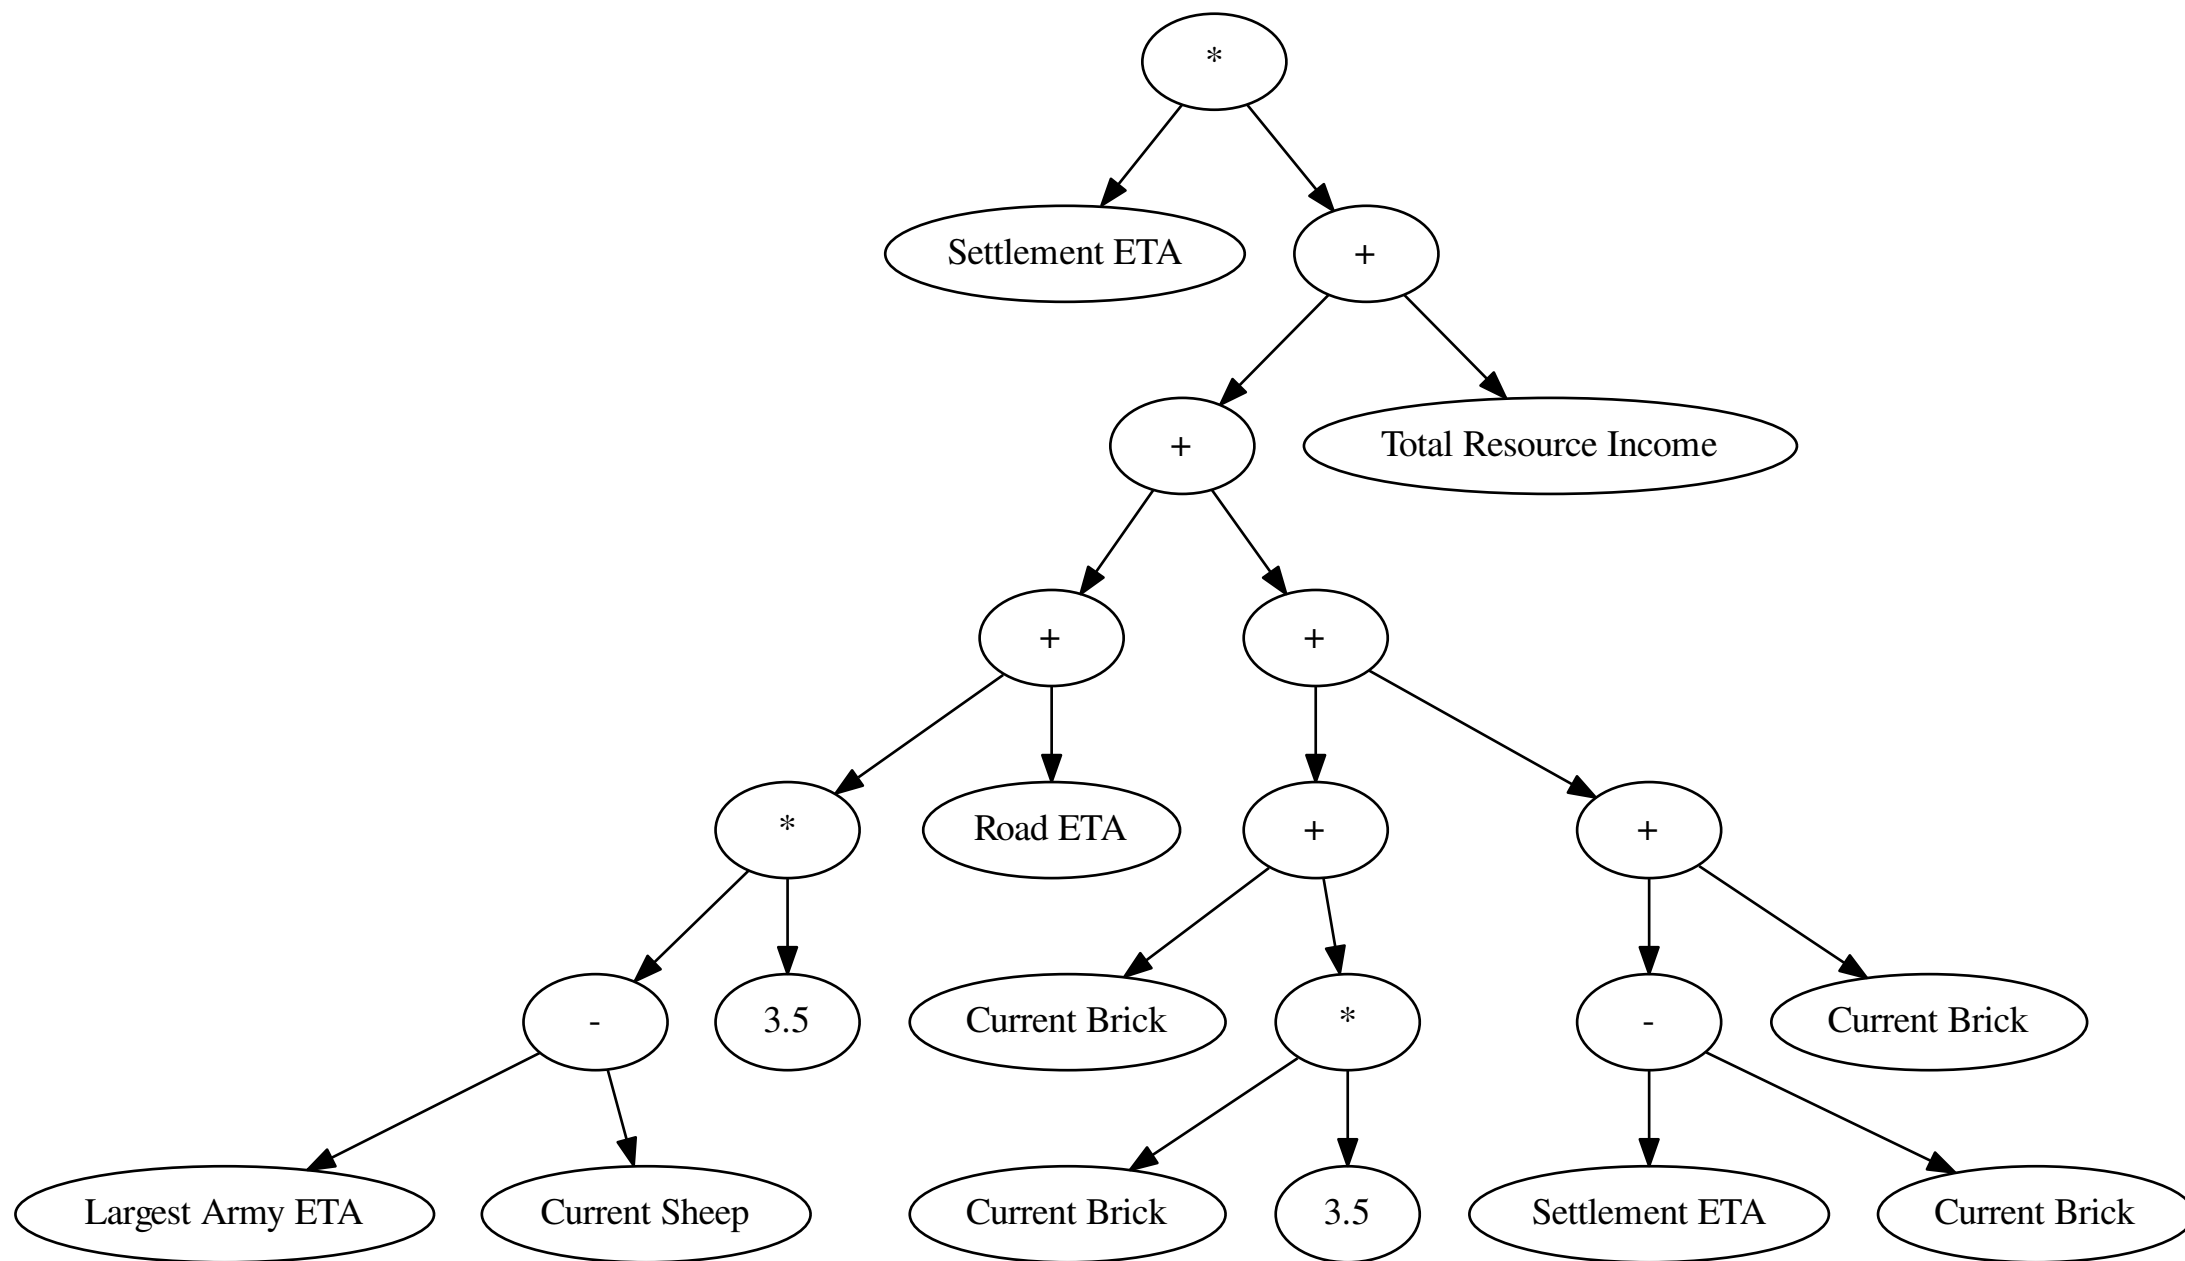 *
Settlement ETA
+
+
Total Resource Income
+
+
*
Road ETA
+
+
-
3.5
Current Brick
*
-
Current Brick
Largest Army ETA
Current Sheep
Current Brick
3.5
Settlement ETA
Current Brick